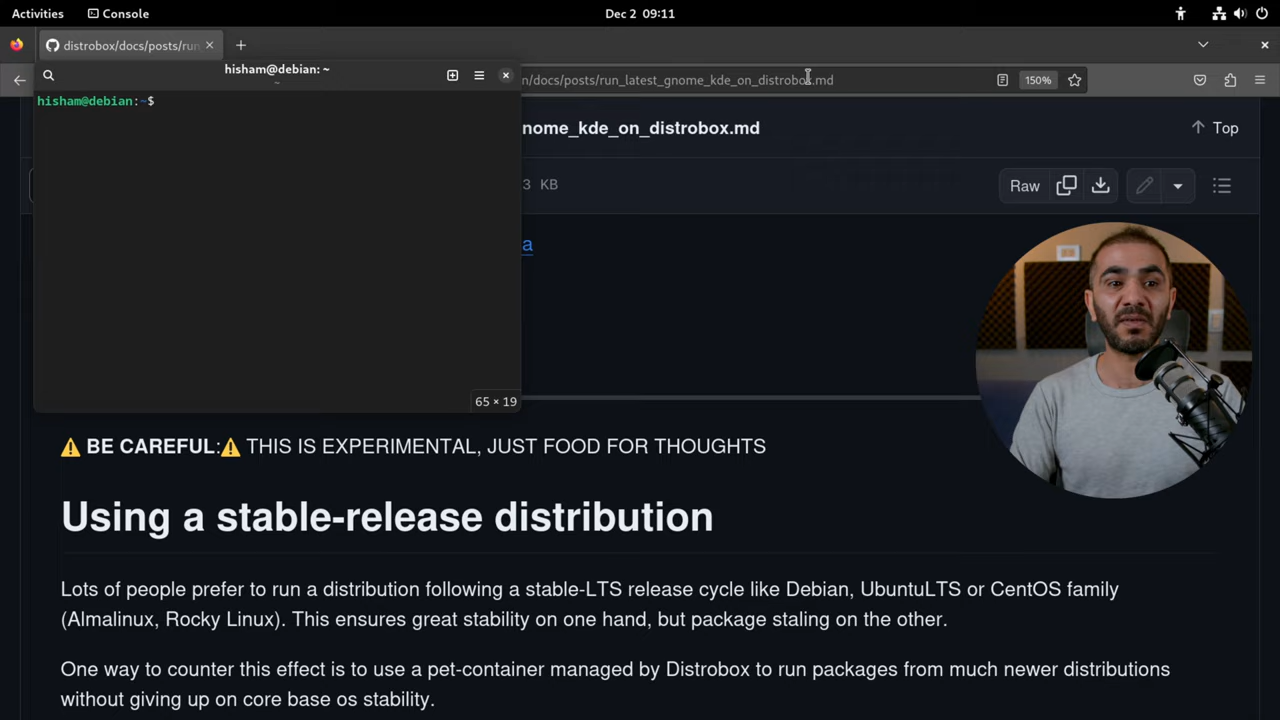 Activities Console Dec 2 09:11
distrobox/docs/posts/run
hisham@debian: ~
~
n/docs/posts/run_latest_gnome_kde_on_distrobox.md 150%
hisham@debian:~$
nome_kde_on_distrobox.md Top
3 KB Raw
a
65 × 19
⚠️ BE CAREFUL:⚠️ THIS IS EXPERIMENTAL, JUST FOOD FOR THOUGHTS
Using a stable-release distribution
Lots of people prefer to run a distribution following a stable-LTS release cycle like Debian, UbuntuLTS or CentOS family
(Almalinux, Rocky Linux). This ensures great stability on one hand, but package staling on the other.
One way to counter this effect is to use a pet-container managed by Distrobox to run packages from much newer distributions
without giving up on core base os stability.